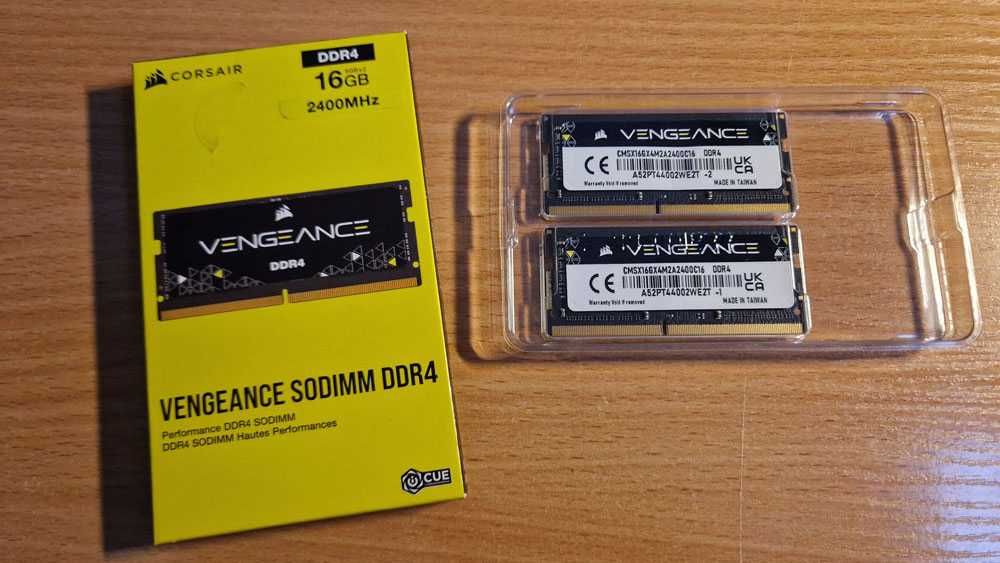 CORSAIR
DDR4
16GB
2400MHz
VENGEANCE
DDR4
VENGEANCE SODIMM DDR4
Performance DDR4 SODIMM
DDR4 SODIMM Hautes Performances
CUE
VENGEANCE
CMSX16GX4M2A2400C16 DDR4
CE
UK
CA
A52PT44002WE2T -2
Warranty Void if removed
MADE IN TAIWAN
VENGEANCE
CMSX16GX4M2A2400C16 DDR4
CE
UK
CA
A52PT44002WE2T -1
Warranty Void if removed
MADE IN TAIWAN